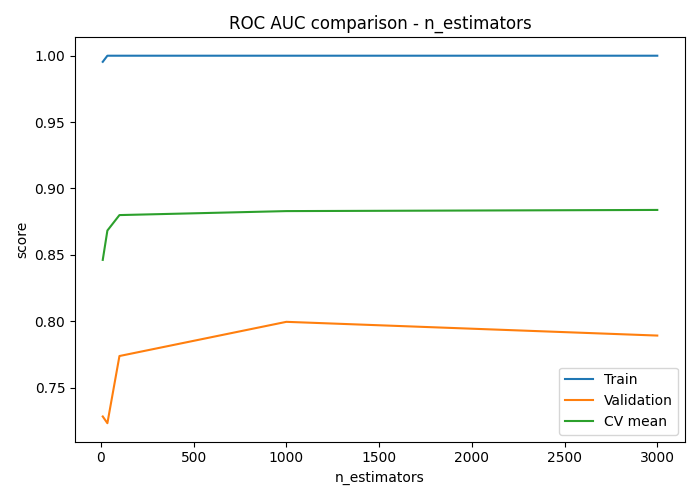 ROC AUC comparison - n_estimators
score
1.00
0.95
0.90
0.85
0.80
0.75
0
500
1000
1500
2000
2500
3000
n_estimators
Train
Validation
CV mean